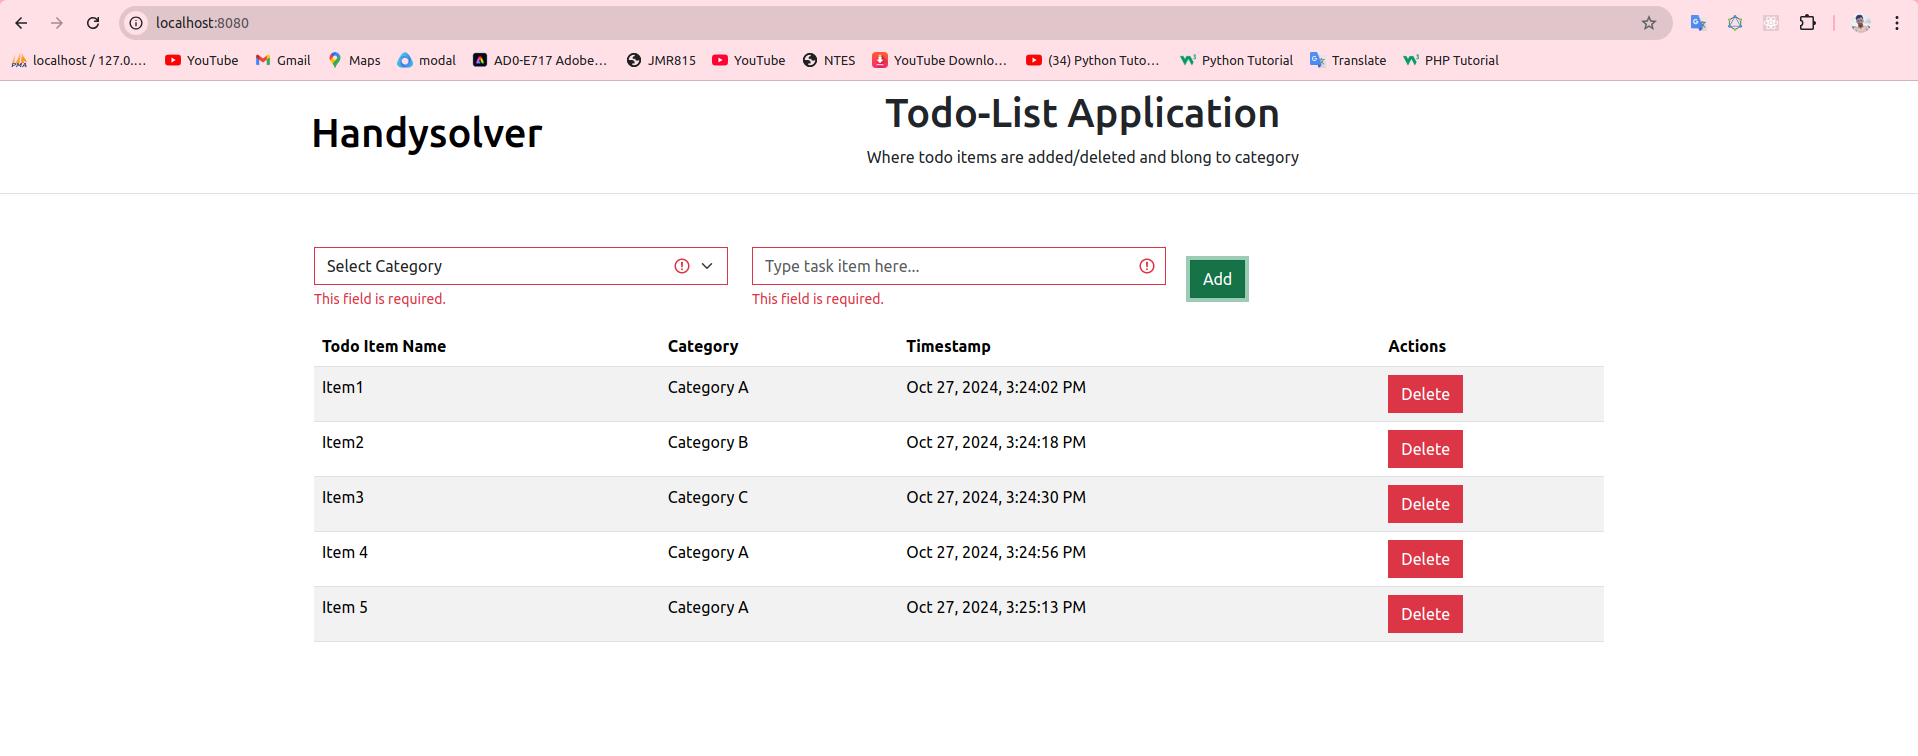 localhost:8080
localhost / 127.0.... YouTube Gmail Maps modal AD0-E717 Adobe... JMR815 YouTube NTES YouTube Downlo... (34) Python Tuto... Python Tutorial Translate PHP Tutorial
Handysolver
Todo-List Application
Where todo items are added/deleted and blong to category
Select Category Type task item here... Add
This field is required. This field is required.
Todo Item Name Category Timestamp Actions
Item1 Category A Oct 27, 2024, 3:24:02 PM Delete
Item2 Category B Oct 27, 2024, 3:24:18 PM Delete
Item3 Category C Oct 27, 2024, 3:24:30 PM Delete
Item 4 Category A Oct 27, 2024, 3:24:56 PM Delete
Item 5 Category A Oct 27, 2024, 3:25:13 PM Delete